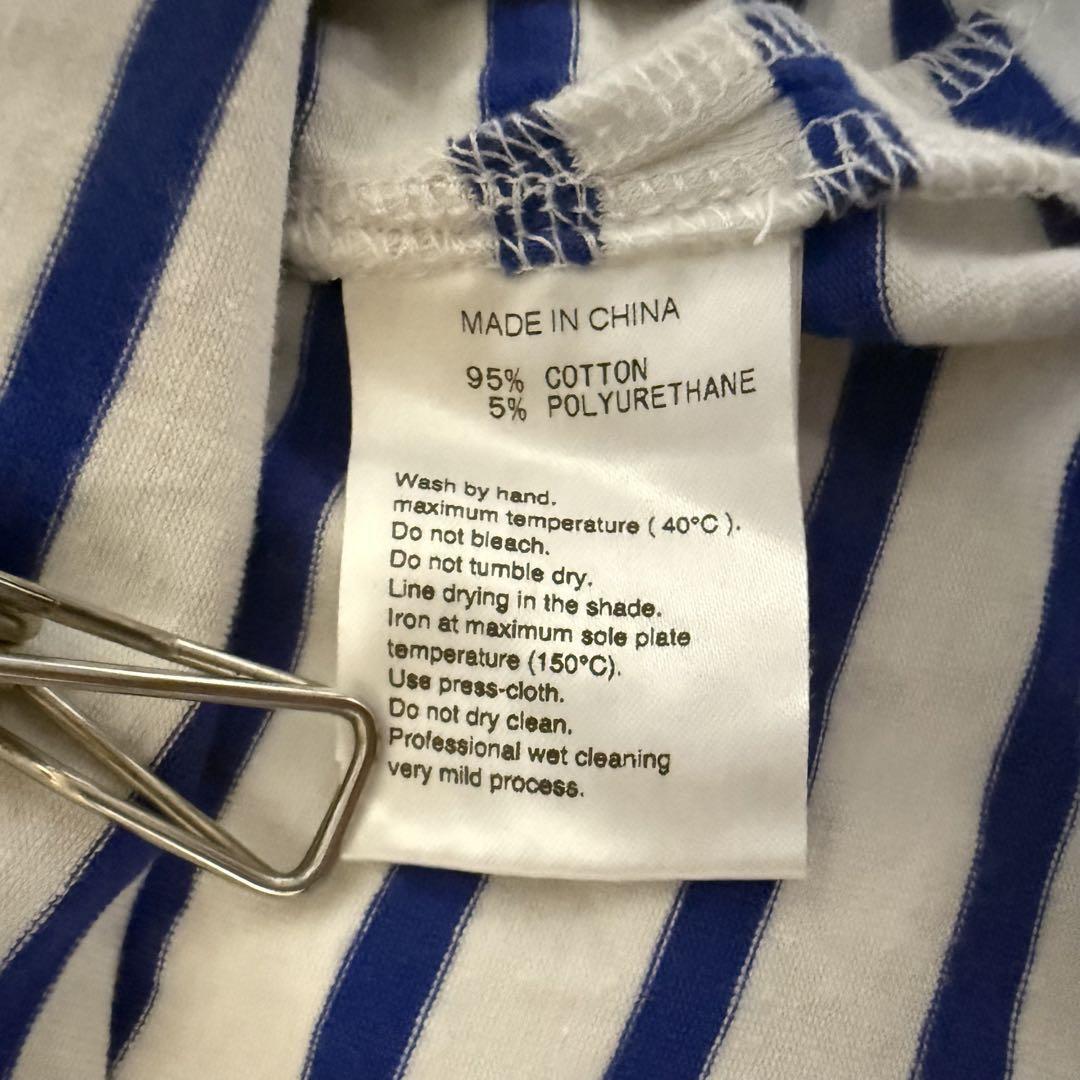 MADE IN CHINA
95% COTTON
5% POLYURETHANE
Wash by hand.
maximum temperature ( 40°C ).
Do not bleach.
Do not tumble dry.
Line drying in the shade.
Iron at maximum sole plate
temperature (150°C).
Use press-cloth.
Do not dry clean.
Professional wet cleaning
very mild process.